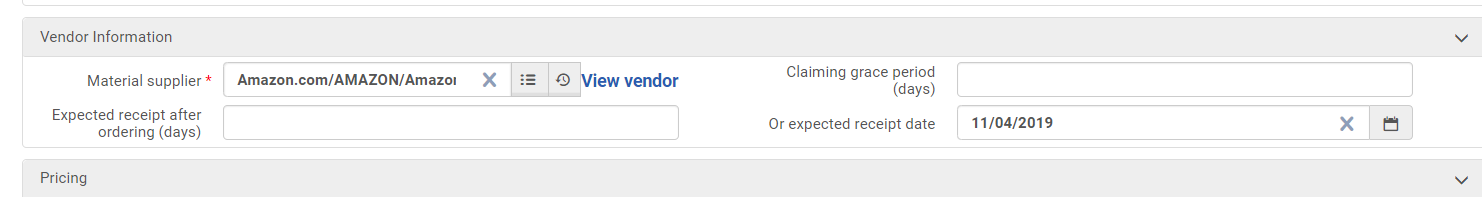 Vendor Information
Material supplier * Amazon.com/AMAZON/Amazon View vendor
Claiming grace period
(days)
Expected receipt after
ordering (days)
Or expected receipt date 11/04/2019
Pricing